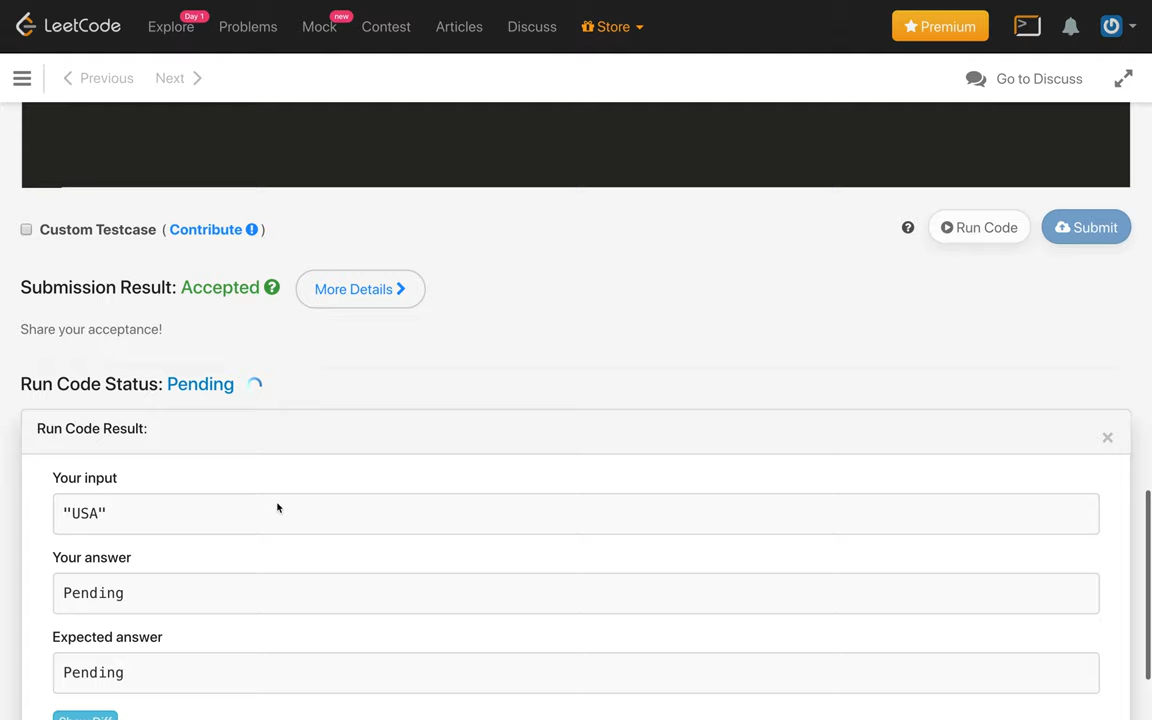 LeetCode Explore Day 1 Problems Mock new Contest Articles Discuss Store Premium
Previous Next Go to Discuss
Custom Testcase ( Contribute ) Run Code Submit
Submission Result: Accepted More Details
Share your acceptance!
Run Code Status: Pending
Run Code Result: ×
Your input
"USA"
Your answer
Pending
Expected answer
Pending
Show Diff